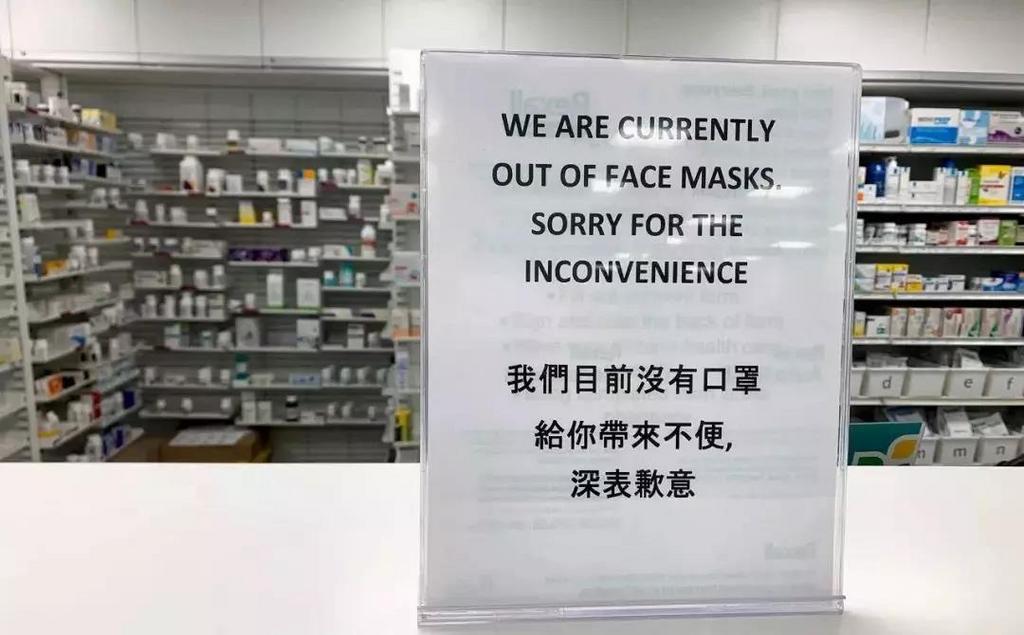 WE ARE CURRENTLY
OUT OF FACE MASKS.
SORRY FOR THE
INCONVENIENCE
我們目前沒有口罩
給你帶來不便,
深表歉意
d
e
f
m
n